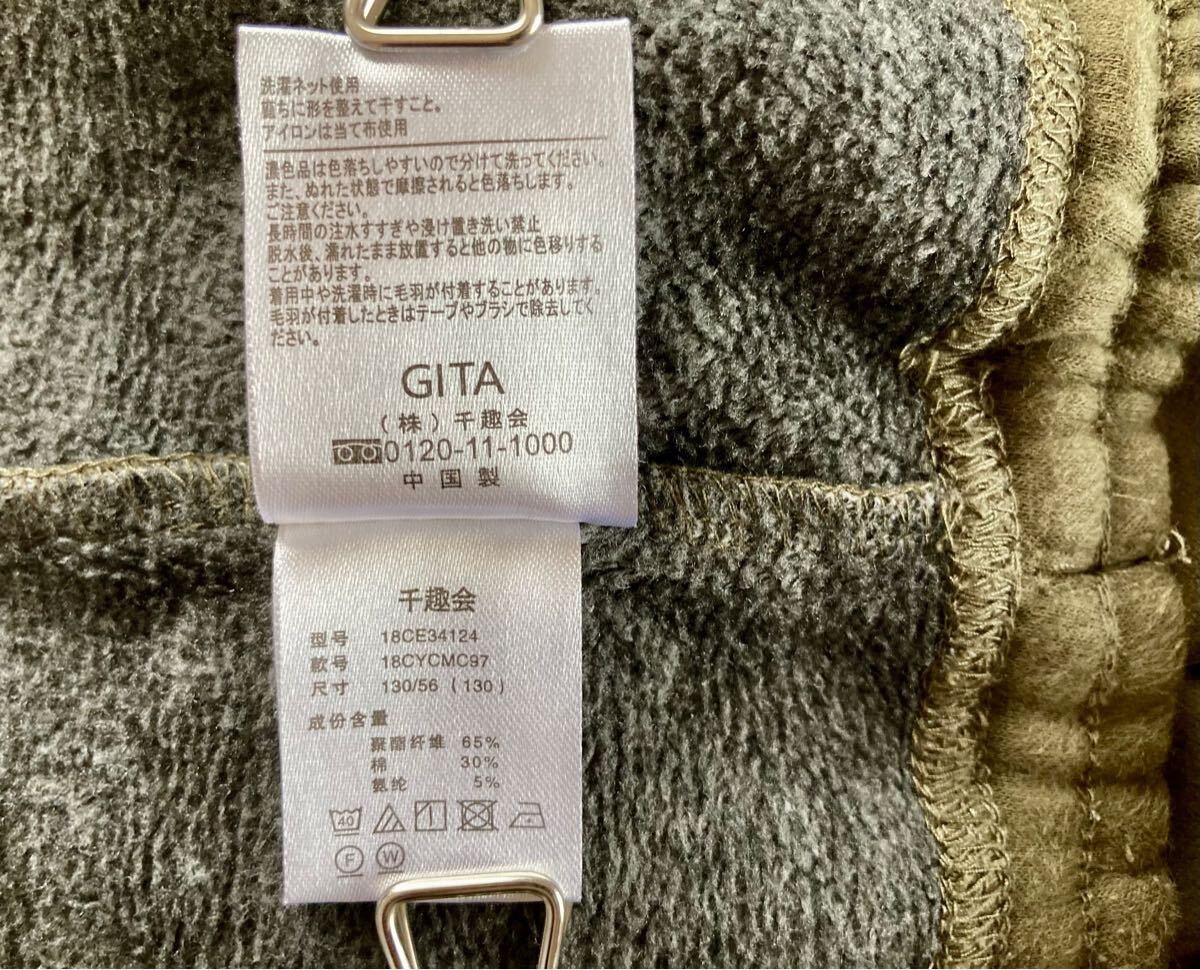 洗濯ネット使用
直ちに形を整えて干すこと。
アイロンは当て布使用
濃色品は色落ちしやすいので分けて洗ってください。
また、ぬれた状態で摩擦されると色落ちします。
ご注意ください。
長時間の注水すすぎや浸け置き洗い禁止
脱水後、濡れたまま放置すると他の物に色移りする
ことがあります。
着用中や洗濯時に毛羽が付着することがあります。
毛羽が付着したときはテープやブラシで除去してく
ださい。
GITA
(株)千趣会
0120-11-1000
中国製
千趣会
型号 18CE34124
款号 18CYCMC97
尺寸 130/56 (130)
成份含量
聚酯纤维 65%
棉 30%
氨纶 5%
40
F W